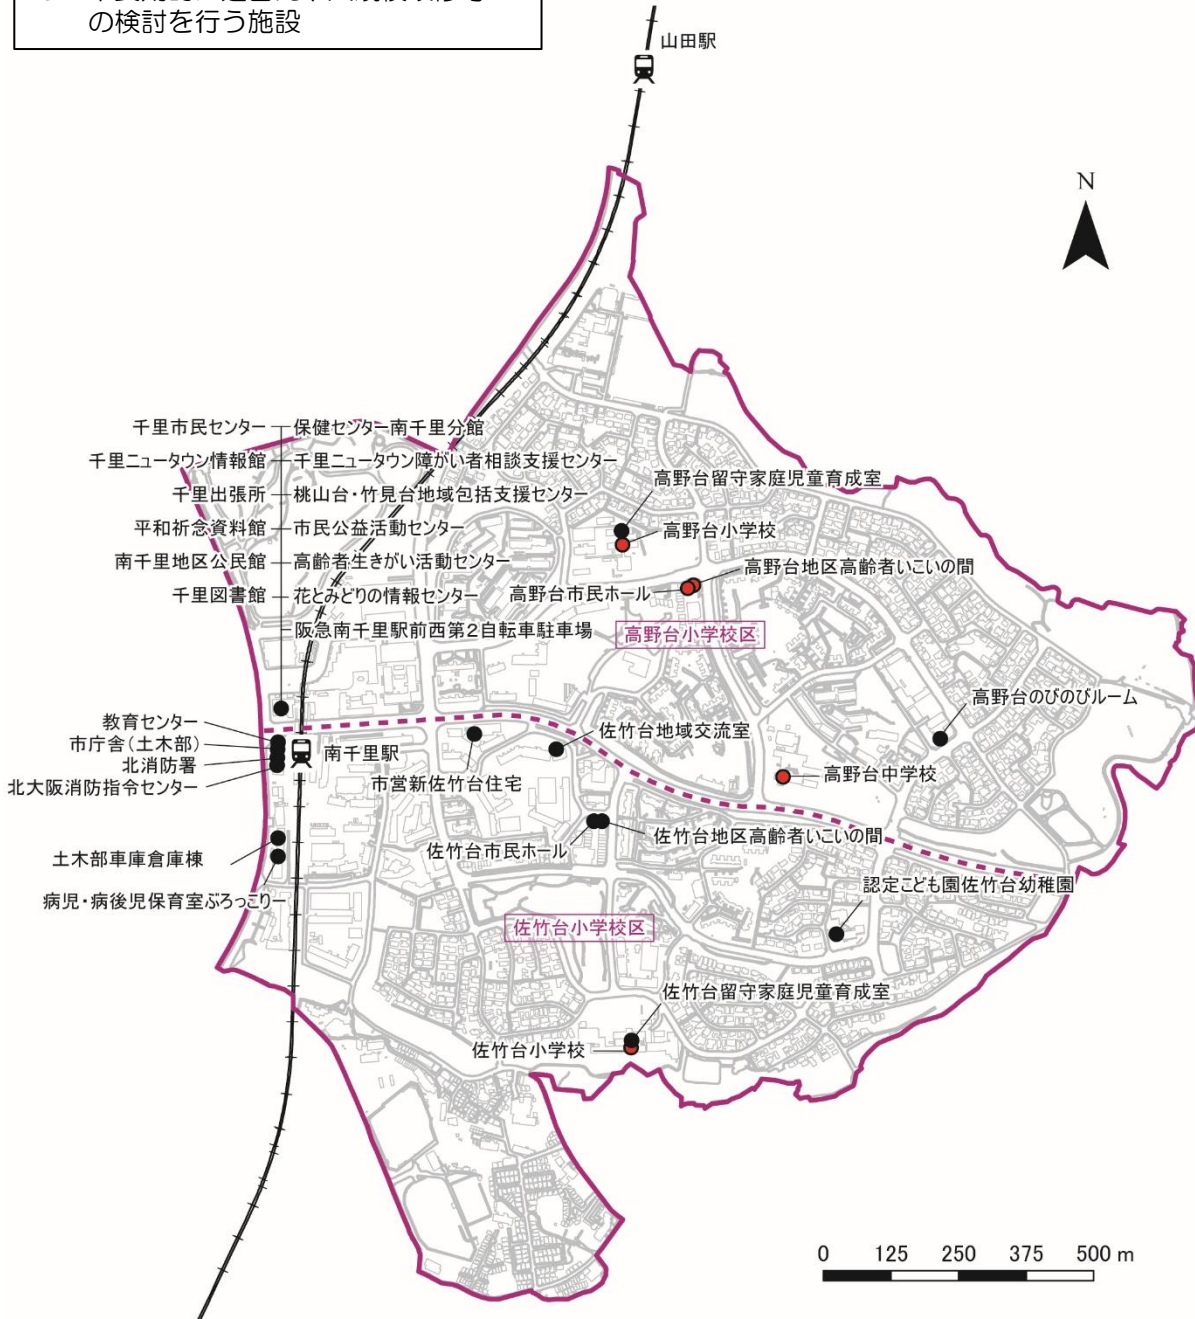 の検討を行う施設
山田駅
N
千里市民センター
保健センター南千里分館
千里ニュータウン情報館
千里ニュータウン障がい者相談支援センター
千里出張所
桃山台・竹見台地域包括支援センター
平和祈念資料館
市民公益活動センター
南千里地区公民館
高齢者生きがい活動センター
千里図書館
花とみどりの情報センター
阪急南千里駅前西第2自転車駐車場
高野台留守家庭児童育成室
高野台小学校
高野台地区高齢者いこいの間
高野台市民ホール
高野台小学校区
高野台のびのびルーム
教育センター
市庁舎(土木部)
北消防署
北大阪消防指令センター
南千里駅
市営新佐竹台住宅
佐竹台地域交流室
高野台中学校
土木部車庫倉庫棟
佐竹台市民ホール
佐竹台地区高齢者いこいの間
病児・病後児保育室ぶろっこりー
認定こども園佐竹台幼稚園
佐竹台小学校区
佐竹台留守家庭児童育成室
佐竹台小学校
0 125 250 375 500 m